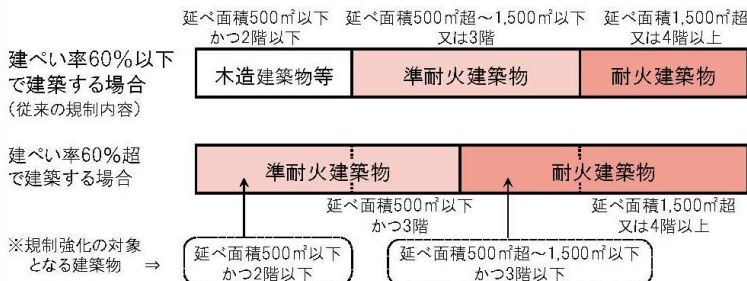 延べ面積500㎡以下
かつ2階以下
延べ面積500㎡超～1,500㎡以下
又は3階
延べ面積1,500㎡超
又は4階以上
建ぺい率60%以下
で建築する場合
（従来の規制内容）
木造建築物等
準耐火建築物
耐火建築物
建ぺい率60%超
で建築する場合
準耐火建築物
耐火建築物
延べ面積500㎡以下
かつ3階
延べ面積1,500㎡超
又は4階以上
※規制強化の対象
となる建築物 ⇒
延べ面積500㎡以下
かつ2階以下
延べ面積500㎡超～1,500㎡以下
かつ3階以下